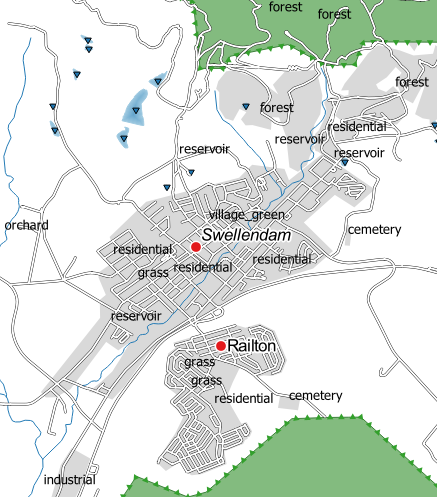 forest
forest
forest
forest
residential
reservoir
reservoir
reservoir
village_green
orchard
cemetery
Swellendam
residential
residential
residential
grass
reservoir
Railton
grass
grass
residential
cemetery
industrial